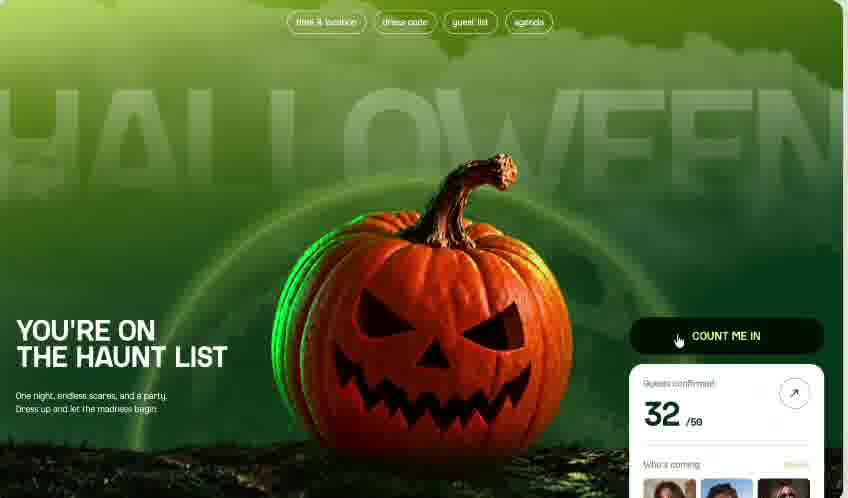 time & location
dress code
guest list
agenda
HALLOWEEN
YOU'RE ON
THE HAUNT LIST
One night, endless scares, and a party.
Dress up and let the madness begin
COUNT ME IN
Guests confirmed
32 /50
Who's coming